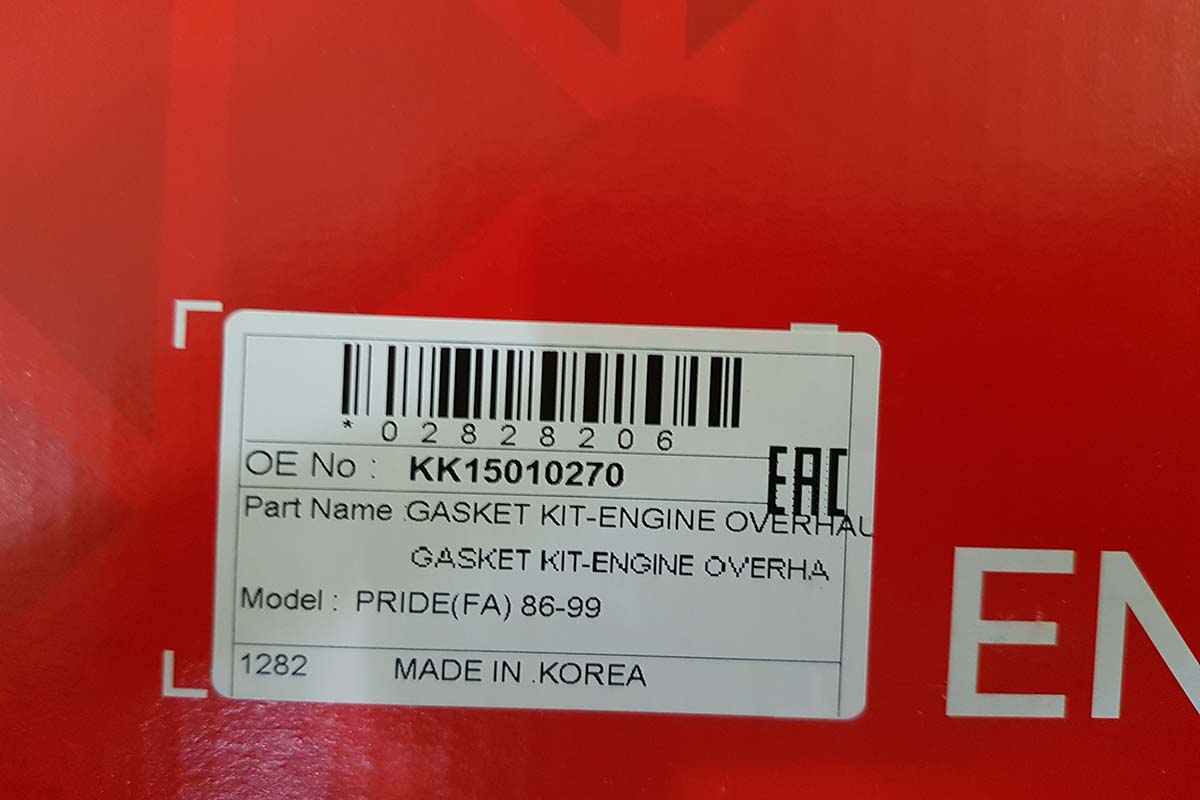 * 0 2 8 2 8 2 0 6
OE No : KK15010270
EAC
Part Name :GASKET KIT-ENGINE OVERHAU
GASKET KIT-ENGINE OVERHA
Model : PRIDE(FA) 86-99
1282 MADE IN .KOREA
EN